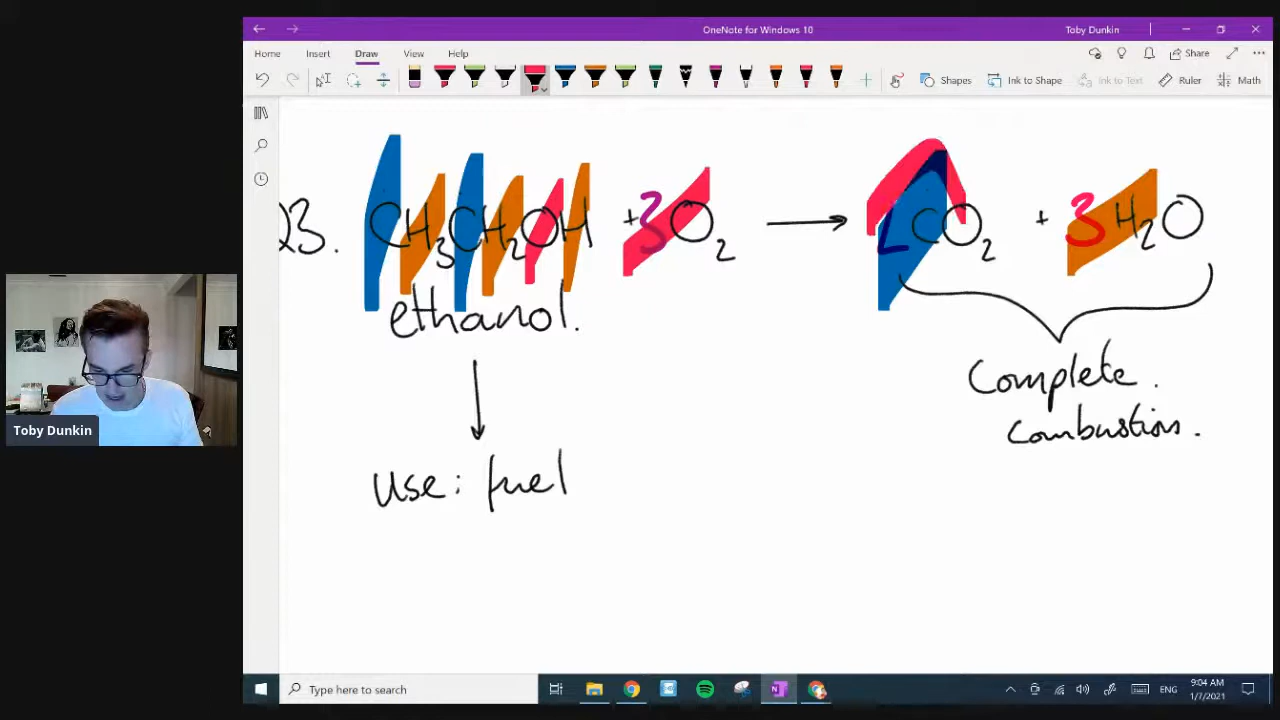 OneNote for Windows 10
Toby Dunkin
Home Insert Draw View Help
Share
Shapes
Ink to Shape
Ink to Text
Ruler
Math
23. CH₃CH₂OH + 3O₂ → 2CO₂ + 3H₂O
ethanol.
Complete.
combustion.
Use: fuel
Toby Dunkin
Type here to search
ENG
9:04 AM
1/7/2021